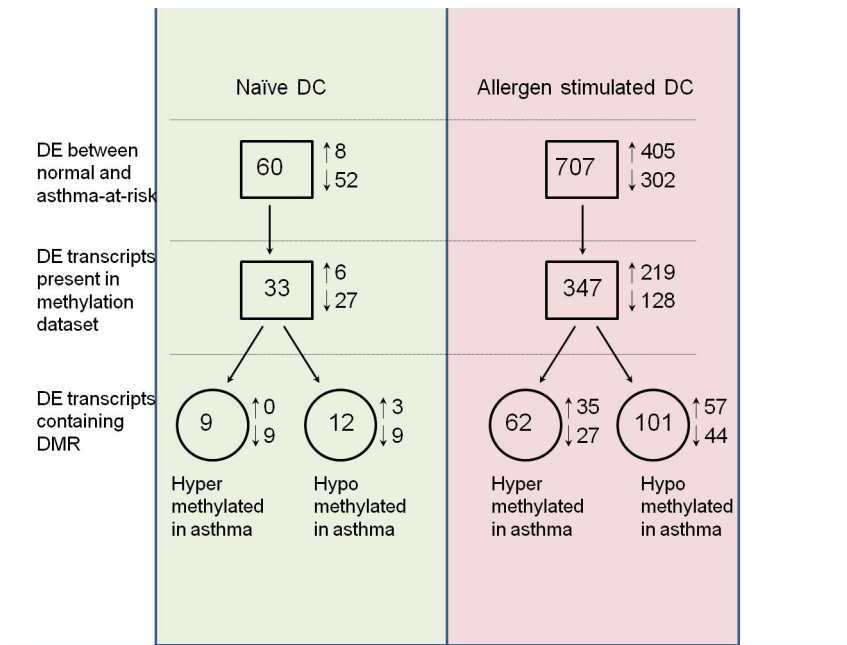 Naïve DC
Allergen stimulated DC
DE between
normal and
asthma-at-risk
60
↑8
↓52
707
↑405
↓302
DE transcripts
present in
methylation
dataset
33
↑6
↓27
347
↑219
↓128
DE transcripts
containing
DMR
9
↑0
↓9
12
↑3
↓9
62
↑35
↓27
101
↑57
↓44
Hyper
methylated
in asthma
Hypo
methylated
in asthma
Hyper
methylated
in asthma
Hypo
methylated
in asthma